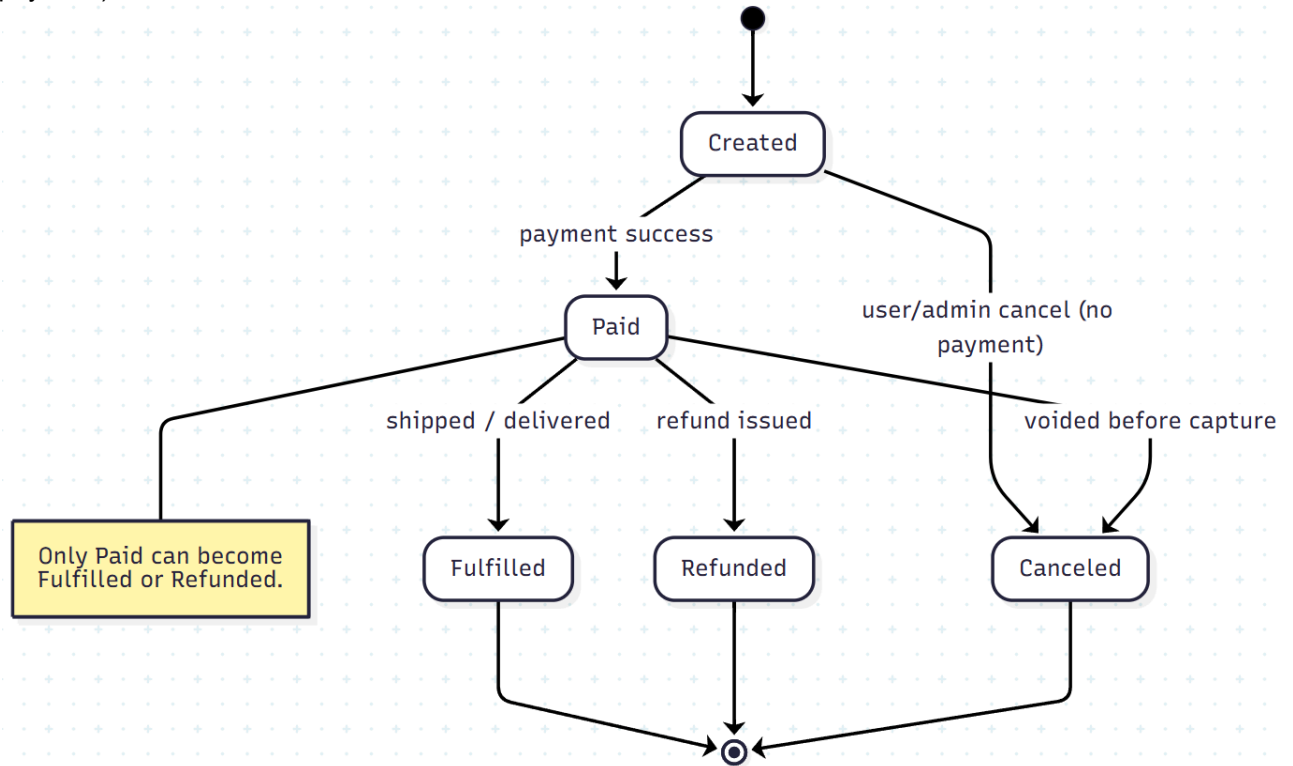 Created
payment success
Paid
user/admin cancel (no
payment)
shipped / delivered
refund issued
voided before capture
Only Paid can become
Fulfilled or Refunded.
Fulfilled
Refunded
Canceled